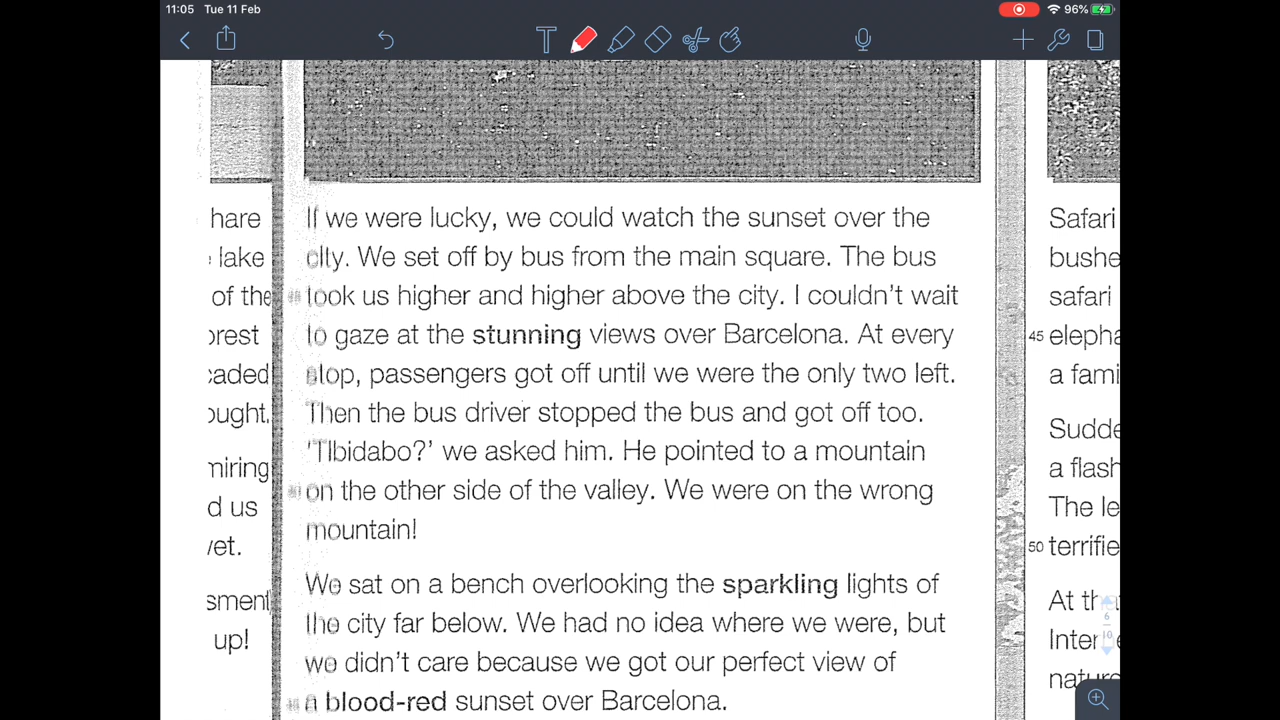 11:05 Tue 11 Feb
96%
hare
lake
of the
orest
ught.
miring
d us
vet.
sment
up!
If we were lucky, we could watch the sunset over the
city. We set off by bus from the main square. The bus
took us higher and higher above the city. I couldn't wait
to gaze at the stunning views over Barcelona. At every
stop, passengers got off until we were the only two left.
Then the bus driver stopped the bus and got off too.
'Tibidabo?' we asked him. He pointed to a mountain
on the other side of the valley. We were on the wrong
mountain!
We sat on a bench overlooking the sparkling lights of
the city far below. We had no idea where we were, but
we didn't care because we got our perfect view of
a blood-red sunset over Barcelona.
Safari
bushe
safari
45 elepha
a fami
Sudde
a flash
The le
50 terrifie
At tha
Inter
nature
6
10